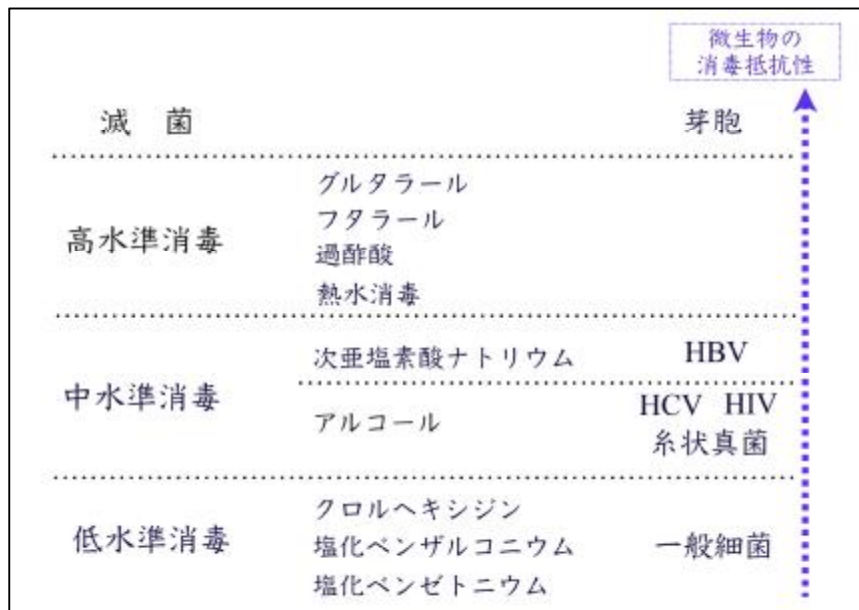 微生物の
消毒抵抗性
滅 菌
芽胞
高水準消毒
グルタラール
フタラール
過酢酸
熱水消毒
中水準消毒
次亜塩素酸ナトリウム
HBV
アルコール
HCV HIV
糸状真菌
低水準消毒
クロルヘキシジン
塩化ベンザルコニウム
塩化ベンゼトニウム
一般細菌